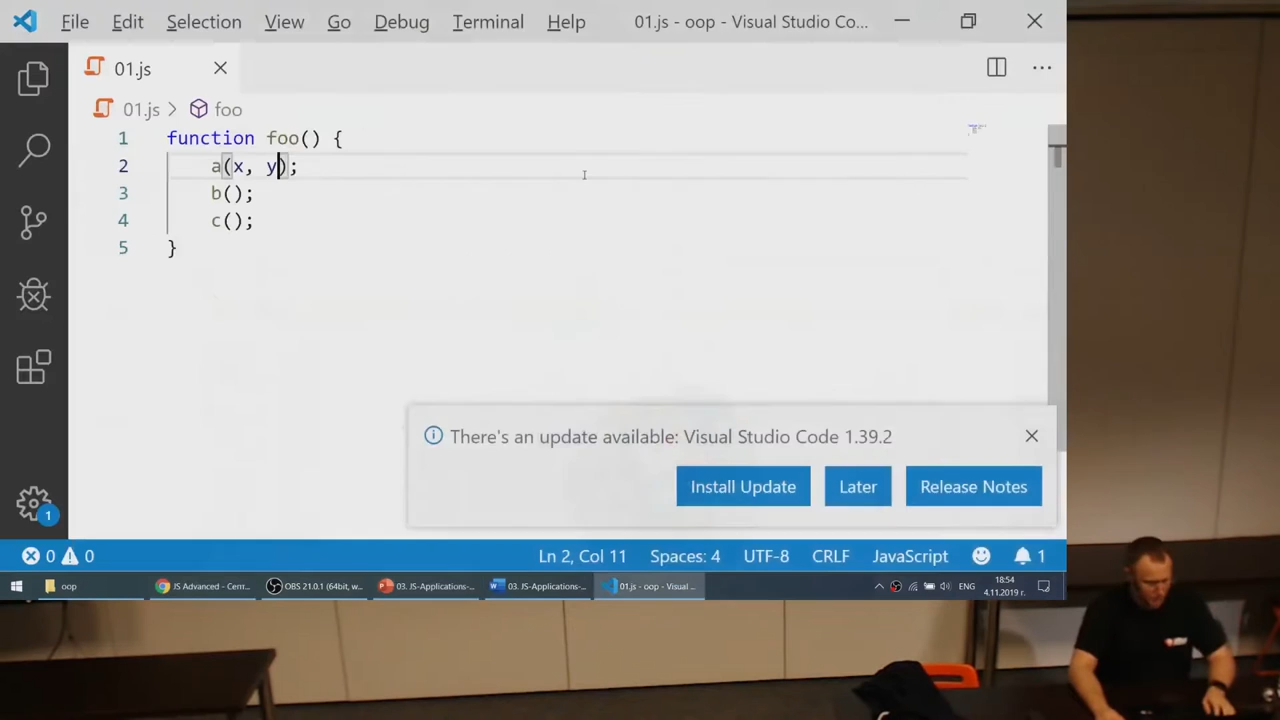 File Edit Selection View Go Debug Terminal Help 01.js - oop - Visual Studio Co...
01.js
01.js > foo
1 function foo() {
2 a(x, y);
3 b();
4 c();
5 }
There's an update available: Visual Studio Code 1.39.2
Install Update Later Release Notes
1
0 0 Ln 2, Col 11 Spaces: 4 UTF-8 CRLF JavaScript 1
oop JS Advanced - Cent... OBS 21.0.1 (64bit, w... 03. JS-Applications-... 03. JS-Applications-... 01.js - oop - Visual ... ENG 18:54
4.11.2019 г.